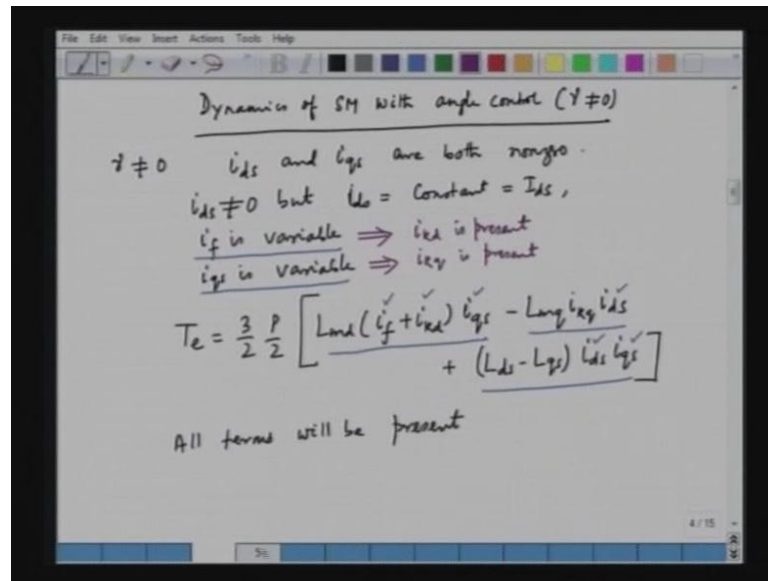 File Edit View Insert Actions Tools Help
Dynamics of SM with angle control (γ ≠ 0)
γ ≠ 0 ids and iqs are both nonzero.
ids ≠ 0 but ids = Constant = Ids,
if is variable ⇒ ikd is present
iqs is variable ⇒ ikq is present
Te = 3/2 P/2 [ Lmd ( if + ikd ) iqs - Lmq ikq ids
+ (Lds - Lqs) ids iqs ]
All terms will be present
4 / 15